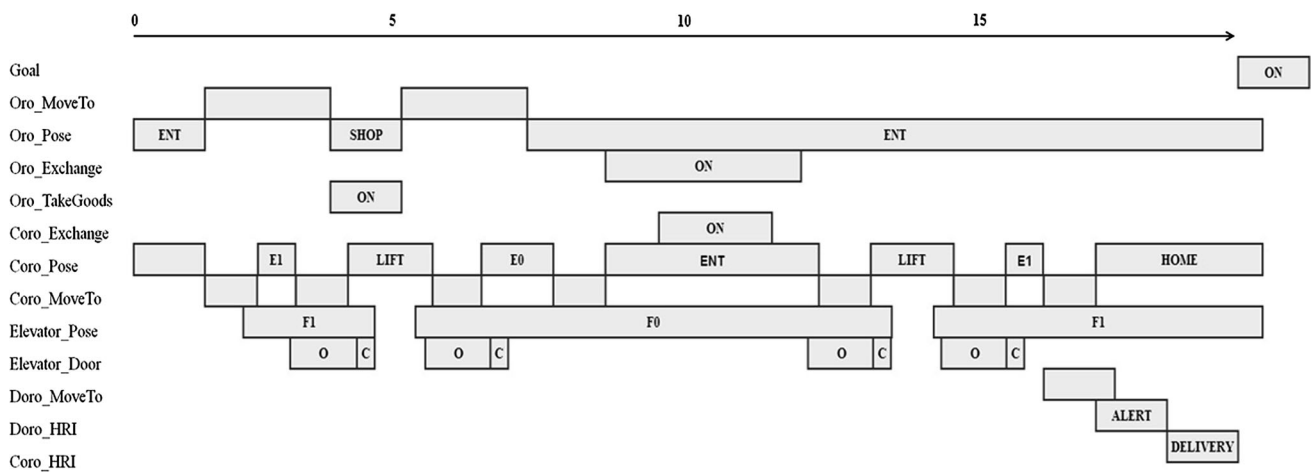 0 5 10 15
Goal ON
Oro_MoveTo
Oro_Pose ENT SHOP ENT
Oro_Exchange ON
Oro_TakeGoods ON
Coro_Exchange ON
Coro_Pose E1 LIFT E0 ENT LIFT E1 HOME
Coro_MoveTo
Elevator_Pose F1 F0 F1
Elevator_Door O C O C O C O C
Doro_MoveTo
Doro_HRI ALERT
Coro_HRI DELIVERY